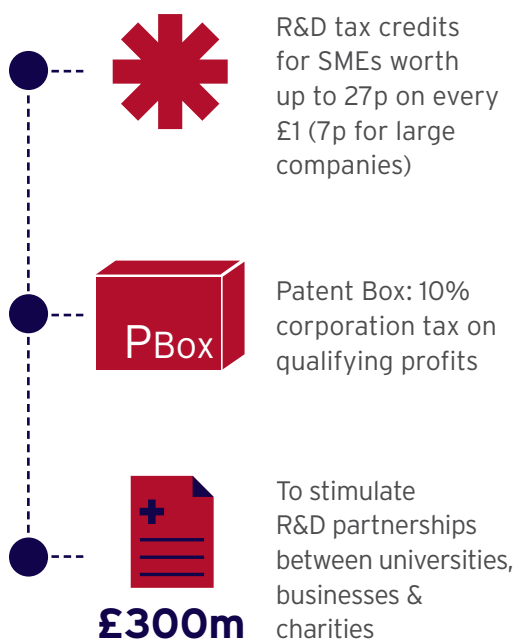 R&D tax credits
for SMEs worth
up to 27p on every
£1 (7p for large
companies)
PBox
Patent Box: 10%
corporation tax on
qualifying profits
£300m
To stimulate
R&D partnerships
between universities,
businesses &
charities